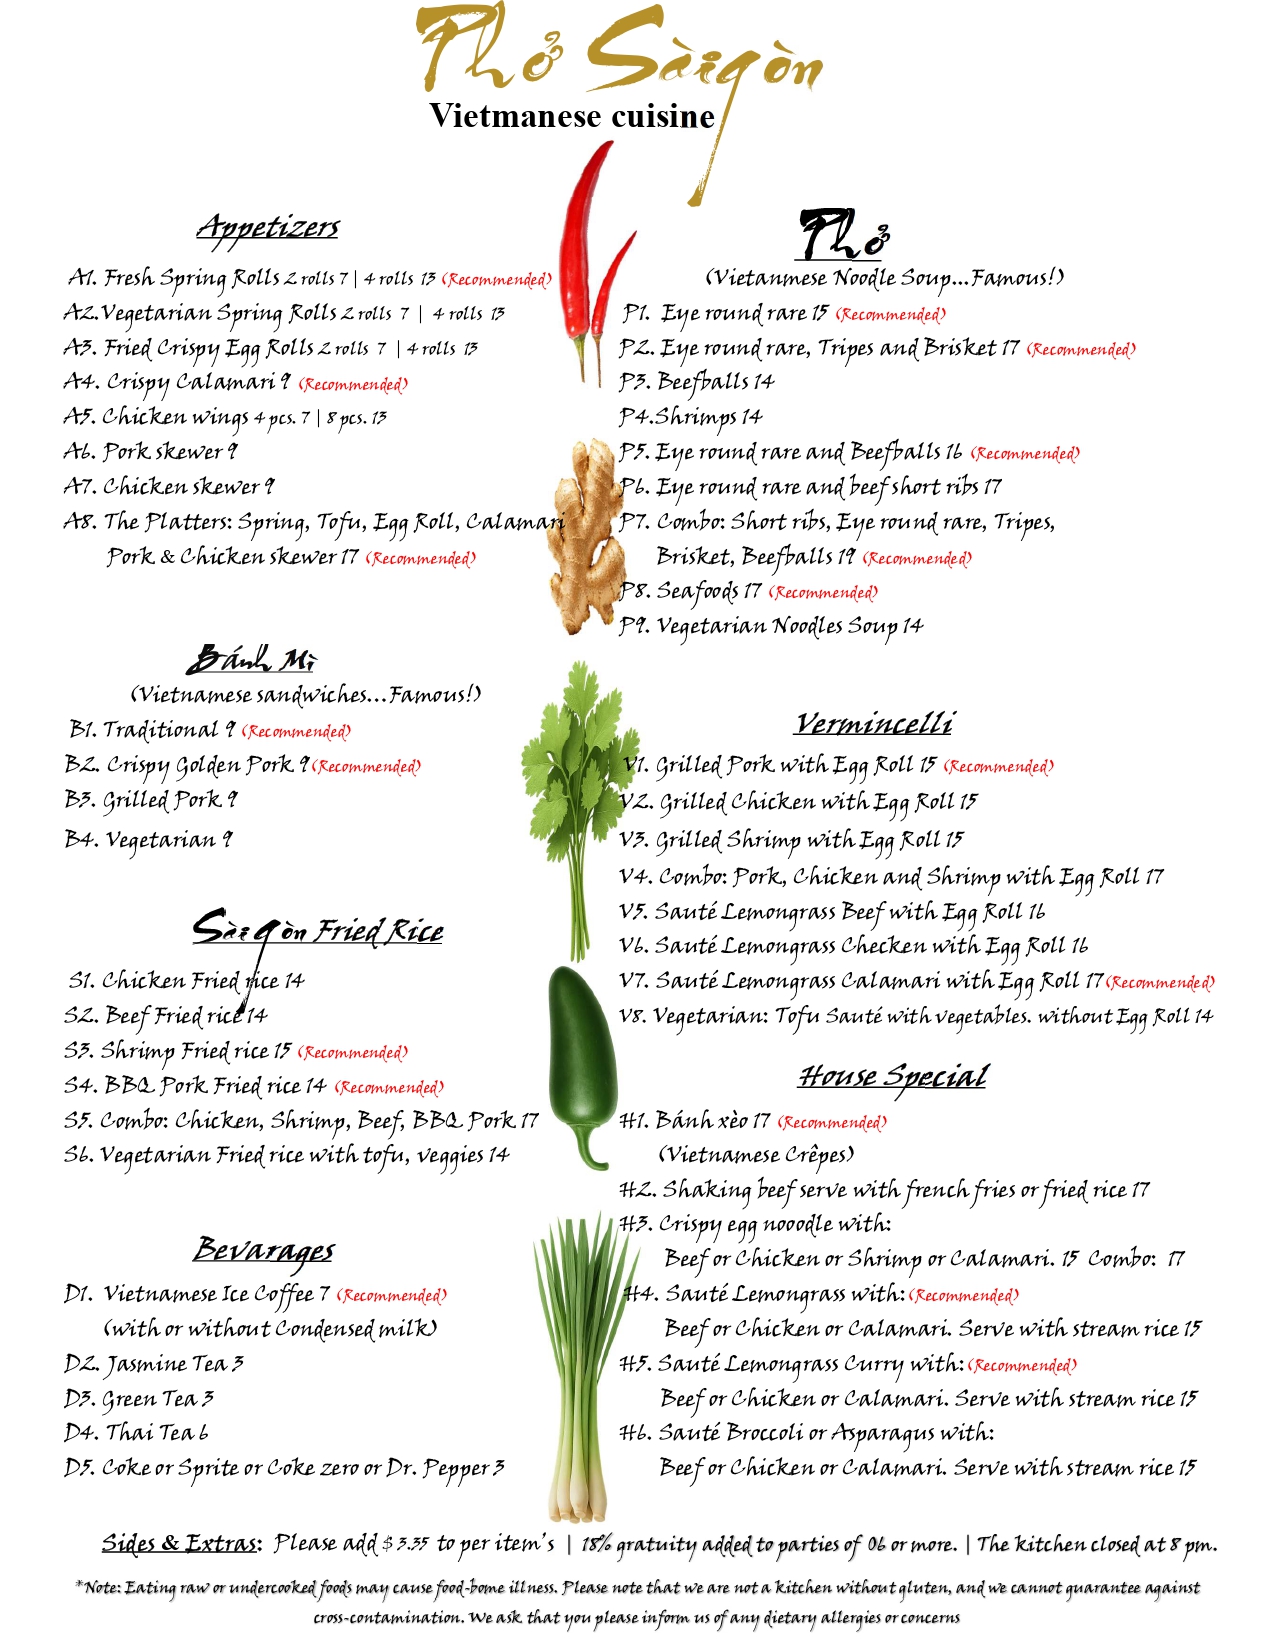 Phở Sàigòn
Vietmanese cuisine
Appetizers
A1. Fresh Spring Rolls 2 rolls 7 | 4 rolls 13 (Recommended)
A2.Vegetarian Spring Rolls 2 rolls 7 | 4 rolls 13
A3. Fried Crispy Egg Rolls 2 rolls 7 | 4 rolls 13
A4. Crispy Calamari 9 (Recommended)
A5. Chicken wings 4 pcs. 7 | 8 pcs. 13
A6. Pork skewer 9
A7. Chicken skewer 9
A8. The Platters: Spring, Tofu, Egg Roll, Calamari
Pork & Chicken skewer 17 (Recommended)
Bánh Mì
(Vietnamese sandwiches...Famous!)
B1. Traditional 9 (Recommended)
B2. Crispy Golden Pork 9 (Recommended)
B3. Grilled Pork 9
B4. Vegetarian 9
Sàigòn Fried Rice
S1. Chicken Fried rice 14
S2. Beef Fried rice 14
S3. Shrimp Fried rice 15 (Recommended)
S4. BBQ Pork Fried rice 14 (Recommended)
S5. Combo: Chicken, Shrimp, Beef, BBQ Pork 17
S6. Vegetarian Fried rice with tofu, veggies 14
Bevarages
D1. Vietnamese Ice Coffee 7 (Recommended)
(with or without Condensed milk)
D2. Jasmine Tea 3
D3. Green Tea 3
D4. Thai Tea 6
D5. Coke or Sprite or Coke zero or Dr. Pepper 3
Phở
(Vietanmese Noodle Soup...Famous!)
P1. Eye round rare 15 (Recommended)
P2. Eye round rare, Tripes and Brisket 17 (Recommended)
P3. Beefballs 14
P4.Shrimps 14
P5. Eye round rare and Beefballs 16 (Recommended)
P6. Eye round rare and beef short ribs 17
P7. Combo: Short ribs, Eye round rare, Tripes,
Brisket, Beefballs 19 (Recommended)
P8. Seafoods 17 (Recommended)
P9. Vegetarian Noodles Soup 14
Vermincelli
V1. Grilled Pork with Egg Roll 15 (Recommended)
V2. Grilled Chicken with Egg Roll 15
V3. Grilled Shrimp with Egg Roll 15
V4. Combo: Pork, Chicken and Shrimp with Egg Roll 17
V5. Sauté Lemongrass Beef with Egg Roll 16
V6. Sauté Lemongrass Checken with Egg Roll 16
V7. Sauté Lemongrass Calamari with Egg Roll 17 (Recommended)
V8. Vegetarian: Tofu Sauté with vegetables. without Egg Roll 14
House Special
H1. Bánh xèo 17 (Recommended)
(Vietnamese Crêpes)
H2. Shaking beef serve with french fries or fried rice 17
H3. Crispy egg nooodle with:
Beef or Chicken or Shrimp or Calamari. 15 Combo: 17
H4. Sauté Lemongrass with: (Recommended)
Beef or Chicken or Calamari. Serve with stream rice 15
H5. Sauté Lemongrass Curry with: (Recommended)
Beef or Chicken or Calamari. Serve with stream rice 15
H6. Sauté Broccoli or Asparagus with:
Beef or Chicken or Calamari. Serve with stream rice 15
Sides & Extras: Please add $ 3.35 to per item's | 18% gratuity added to parties of 06 or more. | The kitchen closed at 8 pm.
*Note: Eating raw or undercooked foods may cause food-borne illness. Please note that we are not a kitchen without gluten, and we cannot guarantee against
cross-contamination. We ask that you please inform us of any dietary allergies or concerns